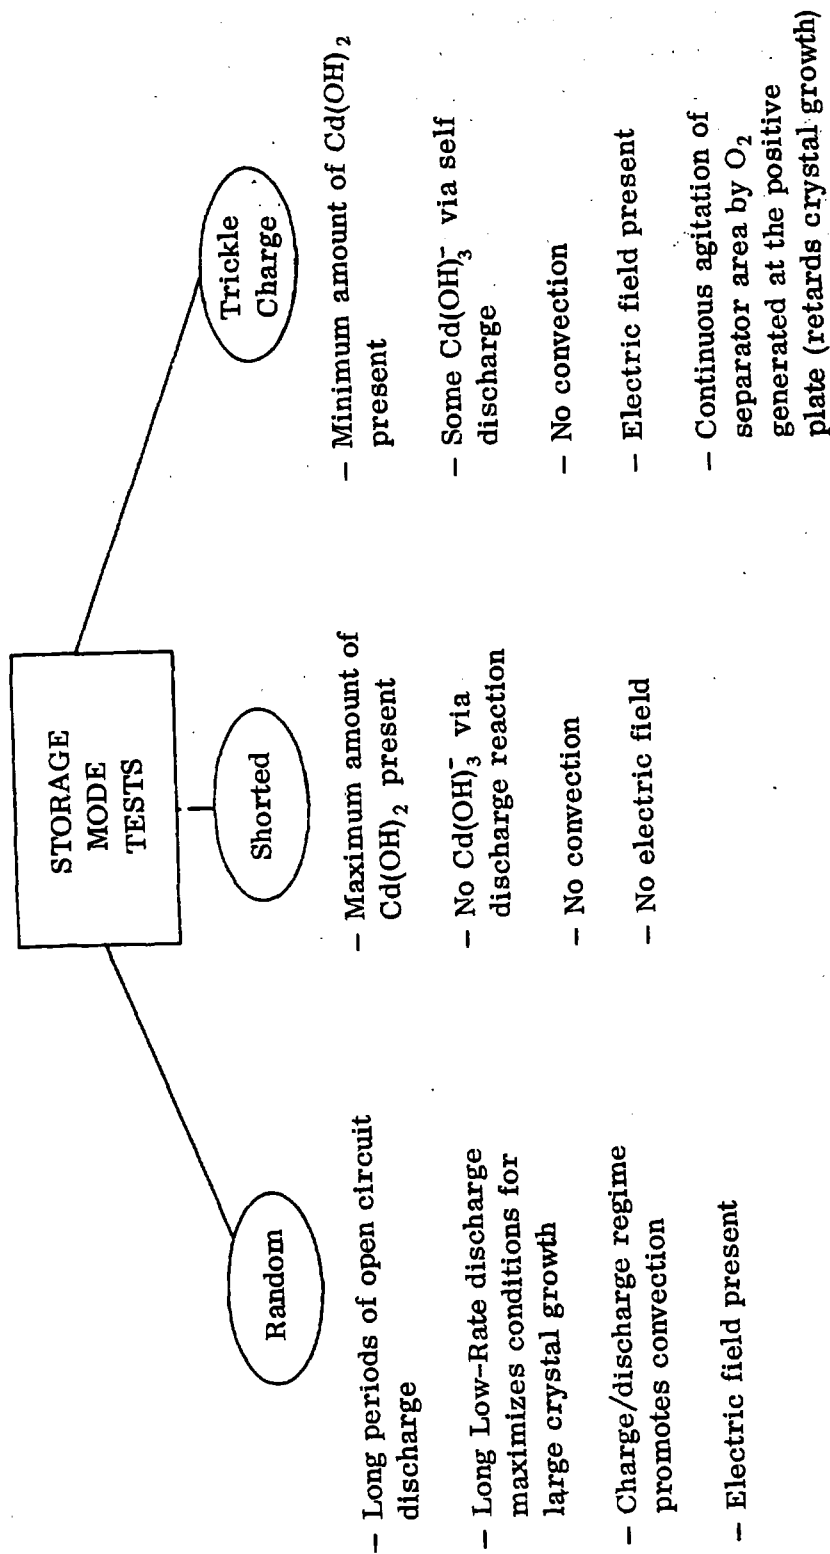 STORAGE
MODE
TESTS
Random
— Long periods of open circuit
discharge
— Long Low-Rate discharge
maximizes conditions for
large crystal growth
— Charge/discharge regime
promotes convection
— Electric field present
Shorted
— Maximum amount of
Cd(OH)₂ present
— No Cd(OH)₃⁻ via
discharge reaction
— No convection
— No electric field
Trickle
Charge
— Minimum amount of Cd(OH)₂
present
— Some Cd(OH)₃⁻ via self
discharge
— No convection
— Electric field present
— Continuous agitation of
separator area by O₂
generated at the positive
plate (retards crystal growth)